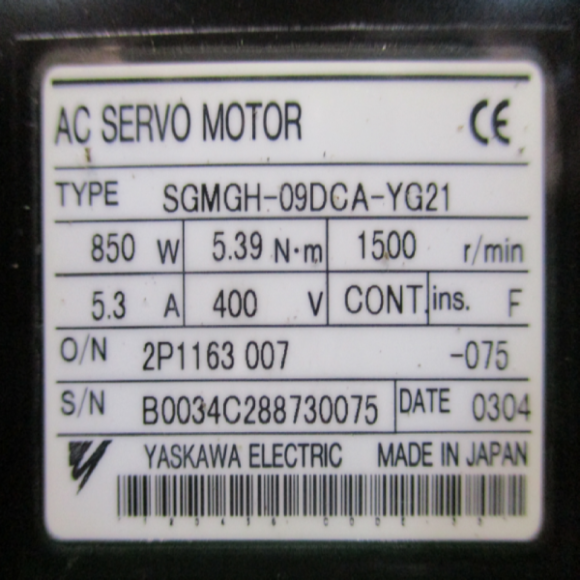 AC SERVO MOTOR CE
TYPE SGMGH-09DCA-YG21
850 W 5.39 N·m 1500 r/min
5.3 A 400 V CONT. ins. F
O/N 2P1163 007 -075
S/N B0034C288730075 DATE 0304
YASKAWA ELECTRIC MADE IN JAPAN